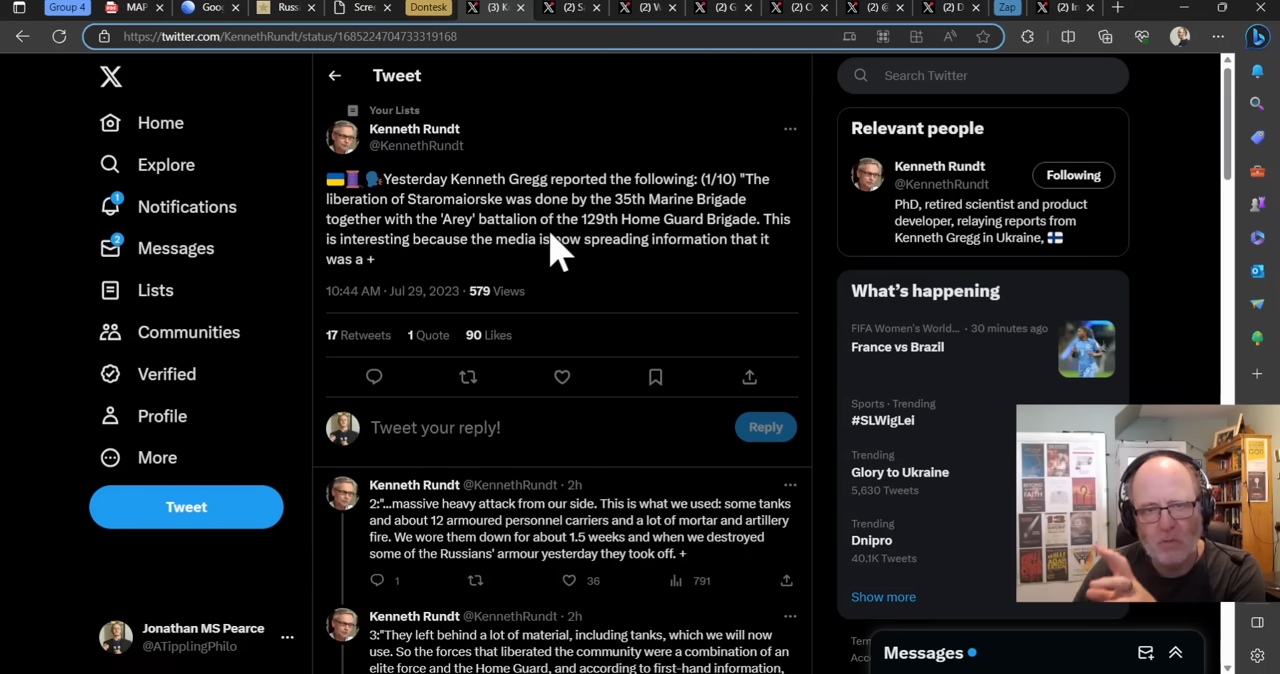 Group 4
MAP
Goo
Russ
Scre
Dontesk
(3) K
(2) S
(2) W
(2) G
(2) O
(2) @
(2) D
Zap
(2) In
https://twitter.com/KennethRundt/status/1685224704733319168
Home
Explore
Notifications
1
Messages
2
Lists
Communities
Verified
Profile
More
Tweet
Jonathan MS Pearce
@ATipplingPhilo
Tweet
Your Lists
Kenneth Rundt
@KennethRundt
Yesterday Kenneth Gregg reported the following: (1/10) "The
liberation of Staromaiorske was done by the 35th Marine Brigade
together with the 'Arey' battalion of the 129th Home Guard Brigade. This
is interesting because the media is now spreading information that it
was a +
10:44 AM · Jul 29, 2023 · 579 Views
17 Retweets 1 Quote 90 Likes
Tweet your reply!
Reply
Kenneth Rundt @KennethRundt · 2h
2:"...massive heavy attack from our side. This is what we used: some tanks
and about 12 armoured personnel carriers and a lot of mortar and artillery
fire. We wore them down for about 1.5 weeks and when we destroyed
some of the Russians' armour yesterday they took off. +
1 36 791
Kenneth Rundt @KennethRundt · 2h
3:"They left behind a lot of material, including tanks, which we will now
use. So the forces that liberated the community were a combination of an
elite force and the Home Guard, and according to first-hand information,
Search Twitter
Relevant people
Kenneth Rundt
@KennethRundt
Following
PhD, retired scientist and product
developer, relaying reports from
Kenneth Gregg in Ukraine,
What's happening
FIFA Women's World... · 30 minutes ago
France vs Brazil
Sports · Trending
#SLWigLei
Trending
Glory to Ukraine
5,630 Tweets
Trending
Dnipro
40.1K Tweets
Show more
Messages